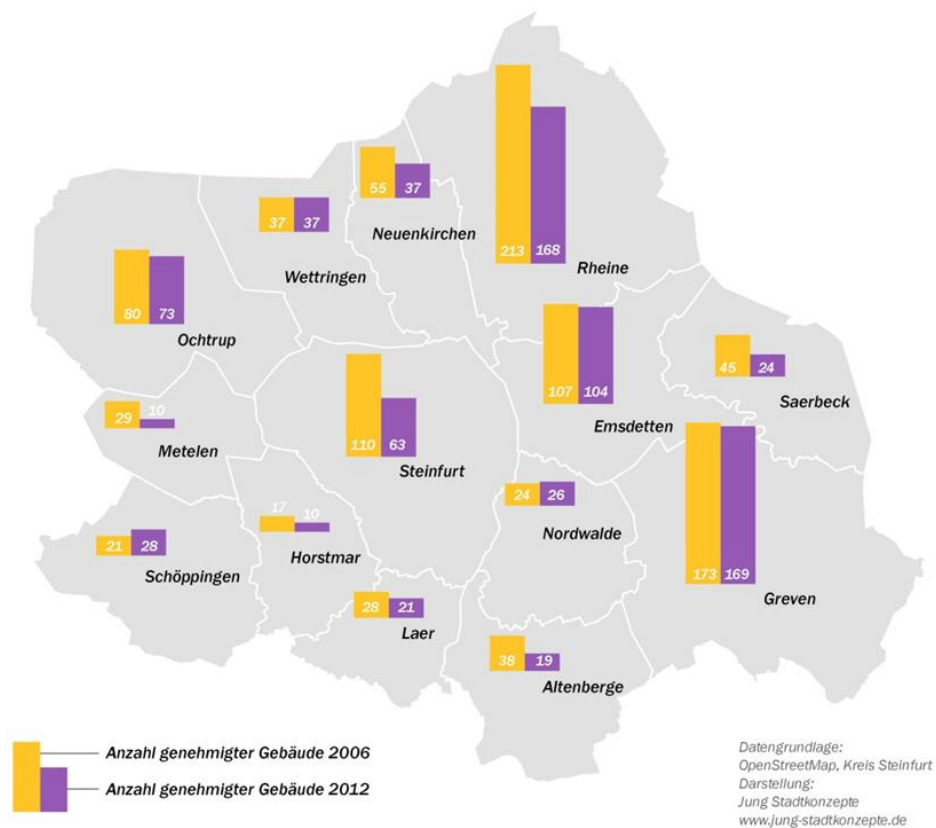 213 168
Rheine
55 37
Neuenkirchen
37 37
Wettringen
80 73
Ochtrup
107 104
Emsdetten
45 24
Saerbeck
29 10
Metelen
110 63
Steinfurt
173 169
Greven
24 26
Nordwalde
17 10
Horstmar
21 28
Schöppingen
28 21
Laer
38 19
Altenberge
Anzahl genehmigter Gebäude 2006
Anzahl genehmigter Gebäude 2012
Datengrundlage:
OpenStreetMap, Kreis Steinfurt
Darstellung:
Jung Stadtkonzepte
www.jung-stadtkonzepte.de